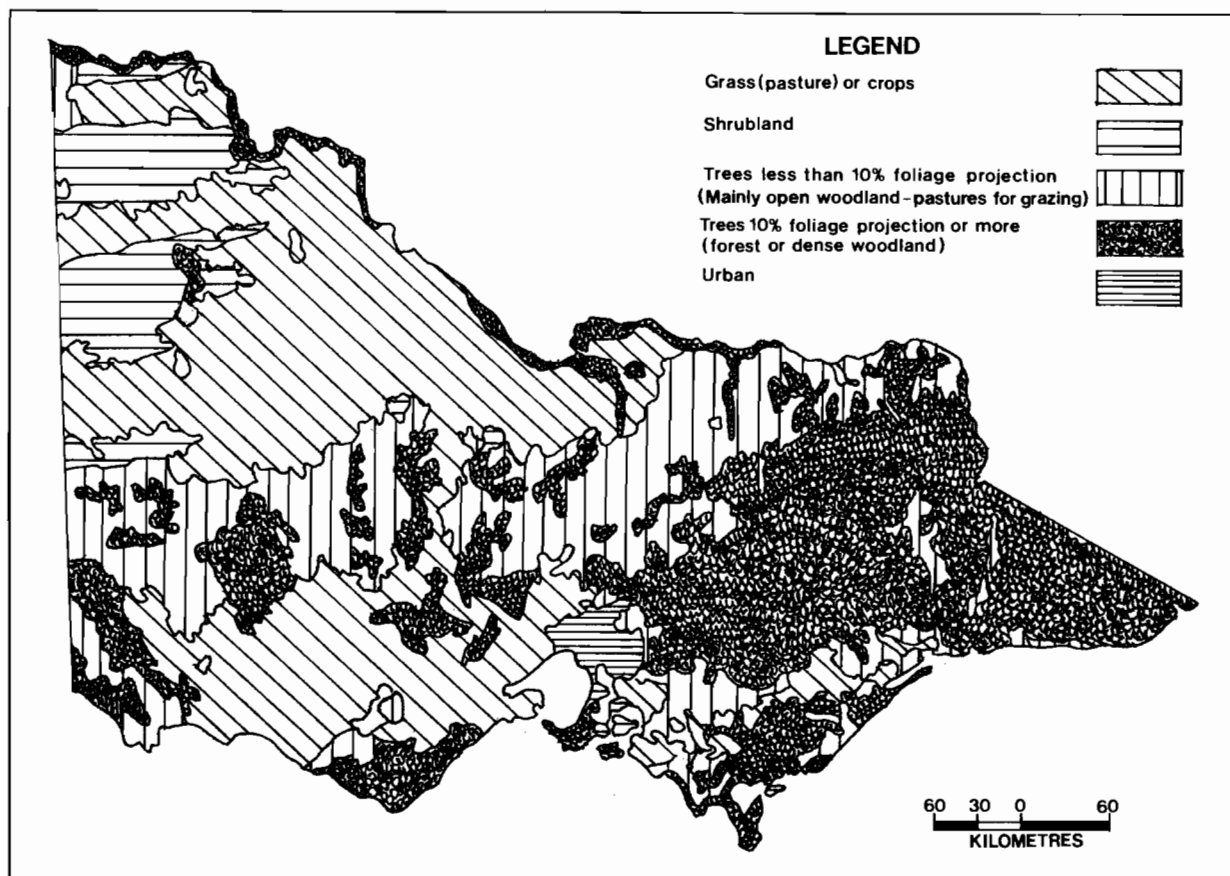 LEGEND
Grass (pasture) or crops
Shrubland
Trees less than 10% foliage projection
(Mainly open woodland-pastures for grazing)
Trees 10% foliage projection or more
(forest or dense woodland)
Urban
60 30 0 60
KILOMETRES